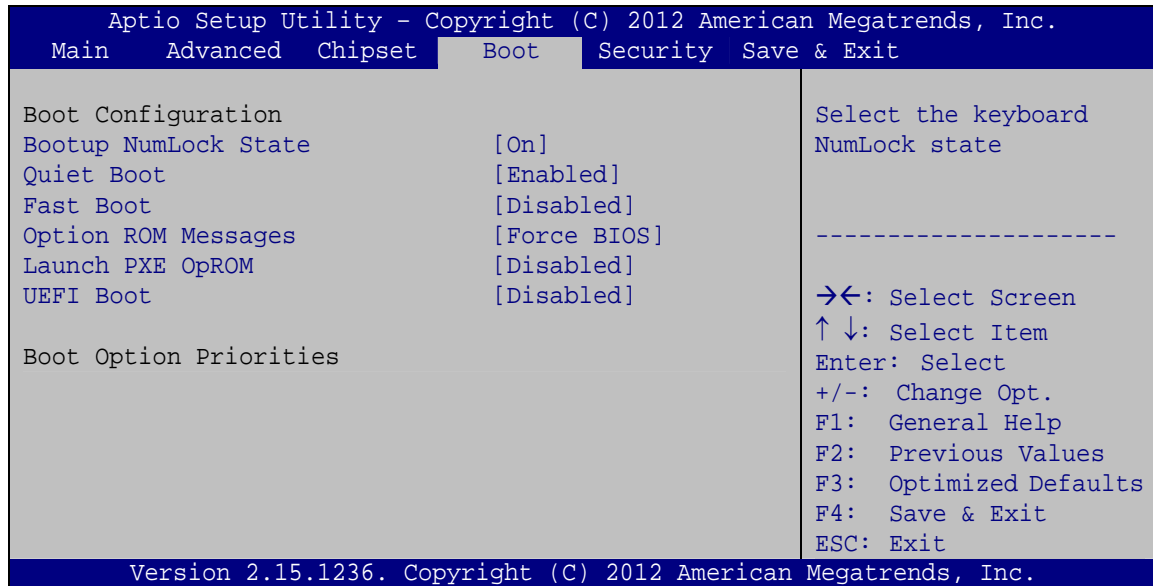 Aptio Setup Utility – Copyright (C) 2012 American Megatrends, Inc.
Main Advanced Chipset Boot Security Save & Exit
Boot Configuration
Bootup NumLock State [On]
Quiet Boot [Enabled]
Fast Boot [Disabled]
Option ROM Messages [Force BIOS]
Launch PXE OpROM [Disabled]
UEFI Boot [Disabled]
Boot Option Priorities
Select the keyboard
NumLock state
---------------------
→←: Select Screen
↑ ↓: Select Item
Enter: Select
+/-: Change Opt.
F1: General Help
F2: Previous Values
F3: Optimized Defaults
F4: Save & Exit
ESC: Exit
Version 2.15.1236. Copyright (C) 2012 American Megatrends, Inc.